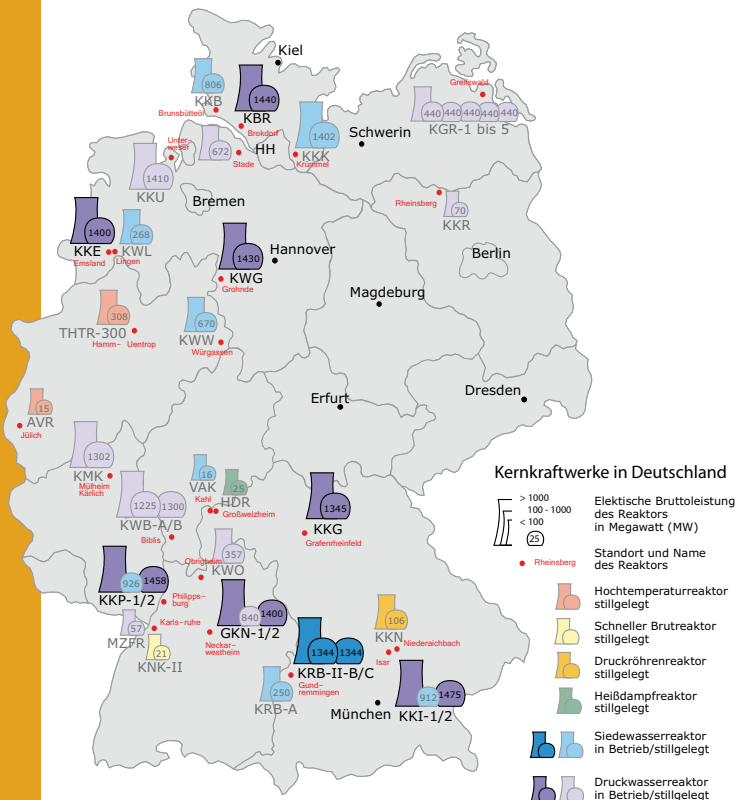 Kiel
806
KKB
Brunsbütteöl
1440
KBR
Brokdorf
1402
KKK
Krümmel
Schwerin
Greifswald
440 440 440 440 440
KGR-1 bis 5
Unter-
weser
1410
KKU
672
Stade
HH
Bremen
Rheinsberg
70
KKR
Berlin
1400
KKE
Emsland
268
KWL
Lingen
1430
KWG
Grohnde
Hannover
Magdeburg
308
THTR-300
Hamm- Uentrop
670
KWW
Würgassen
Erfurt
Dresden
15
AVR
Jülich
1302
KMK
Mülheim
Kärlich
1225 1300
KWB-A/B
Biblis
16
VAK
Kahl
25
HDR
Großwelzheim
1345
KKG
Grafenrheinfeld
Obrigheim
357
KWO
926 1458
KKP-1/2
Philipps-
burg
57
MZFR
Karls-ruhe
21
KNK-II
840 1400
GKN-1/2
Neckar-
westheim
1344 1344
KRB-II-B/C
Gund-
remmingen
250
KRB-A
106
KKN
Niederaichbach
Isar
912 1475
KKI-1/2
München
Kernkraftwerke in Deutschland
> 1000
100 - 1000
< 100
25
Elektische Bruttoleistung
des Reaktors
in Megawatt (MW)
Rheinsberg
Standort und Name
des Reaktors
Hochtemperaturreaktor
stillgelegt
Schneller Brutreaktor
stillgelegt
Druckröhrenreaktor
stillgelegt
Heißdampfreaktor
stillgelegt
Siedewasserreaktor
in Betrieb/stillgelegt
Druckwasserreaktor
in Betrieb/stillgelegt